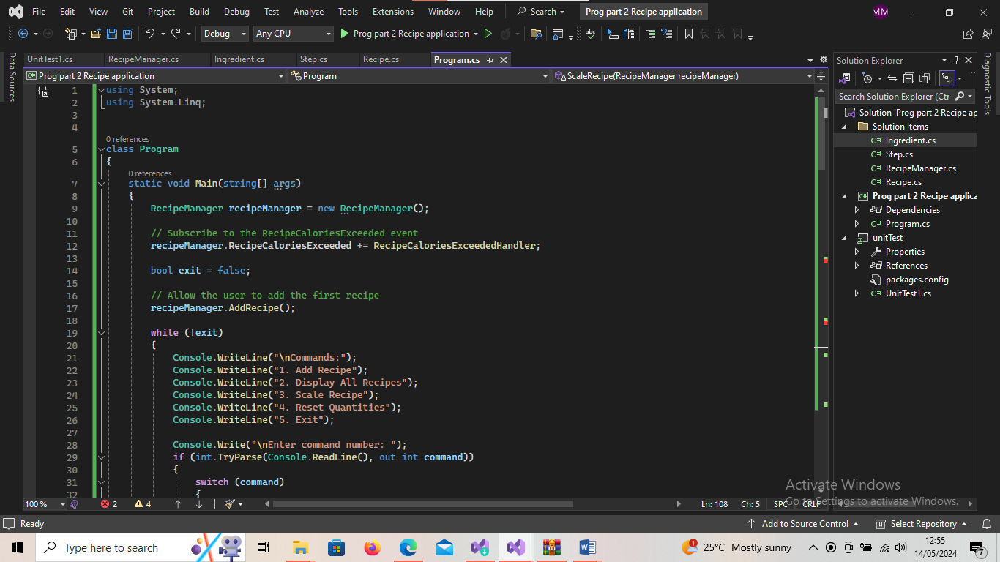 File Edit View Git Project Build Debug Test Analyze Tools Extensions Window Help Search Prog part 2 Recipe application MM
Debug Any CPU Prog part 2 Recipe application
Data Sources
UnitTest1.cs RecipeManager.cs Ingredient.cs Step.cs Recipe.cs Program.cs
C# Prog part 2 Recipe application Program ScaleRecipe(RecipeManager recipeManager)
1 using System;
2 using System.Linq;
3
4
0 references
5 class Program
6 {
0 references
7 static void Main(string[] args)
8 {
9 RecipeManager recipeManager = new RecipeManager();
10
11 // Subscribe to the RecipeCaloriesExceeded event
12 recipeManager.RecipeCaloriesExceeded += RecipeCaloriesExceededHandler;
13
14 bool exit = false;
15
16 // Allow the user to add the first recipe
17 recipeManager.AddRecipe();
18
19 while (!exit)
20 {
21 Console.WriteLine("\nCommands:");
22 Console.WriteLine("1. Add Recipe");
23 Console.WriteLine("2. Display All Recipes");
24 Console.WriteLine("3. Scale Recipe");
25 Console.WriteLine("4. Reset Quantities");
26 Console.WriteLine("5. Exit");
27
28 Console.Write("\nEnter command number: ");
29 if (int.TryParse(Console.ReadLine(), out int command))
30 {
31 switch (command)
32 {
100 % 2 4 Ln: 108 Ch: 5 SPC CRLF
Solution Explorer
Search Solution Explorer (Ctr
Solution 'Prog part 2 Recipe ap
Solution Items
C# Ingredient.cs
C# Step.cs
C# RecipeManager.cs
C# Recipe.cs
C# Prog part 2 Recipe applica
Dependencies
C# Program.cs
unitTest
Properties
References
packages.config
C# UnitTest1.cs
Diagnostic Tools
Activate Windows
Go to Settings to activate Windows.
Ready Add to Source Control Select Repository
Type here to search 1 25°C Mostly sunny 12:55
14/05/2024 7